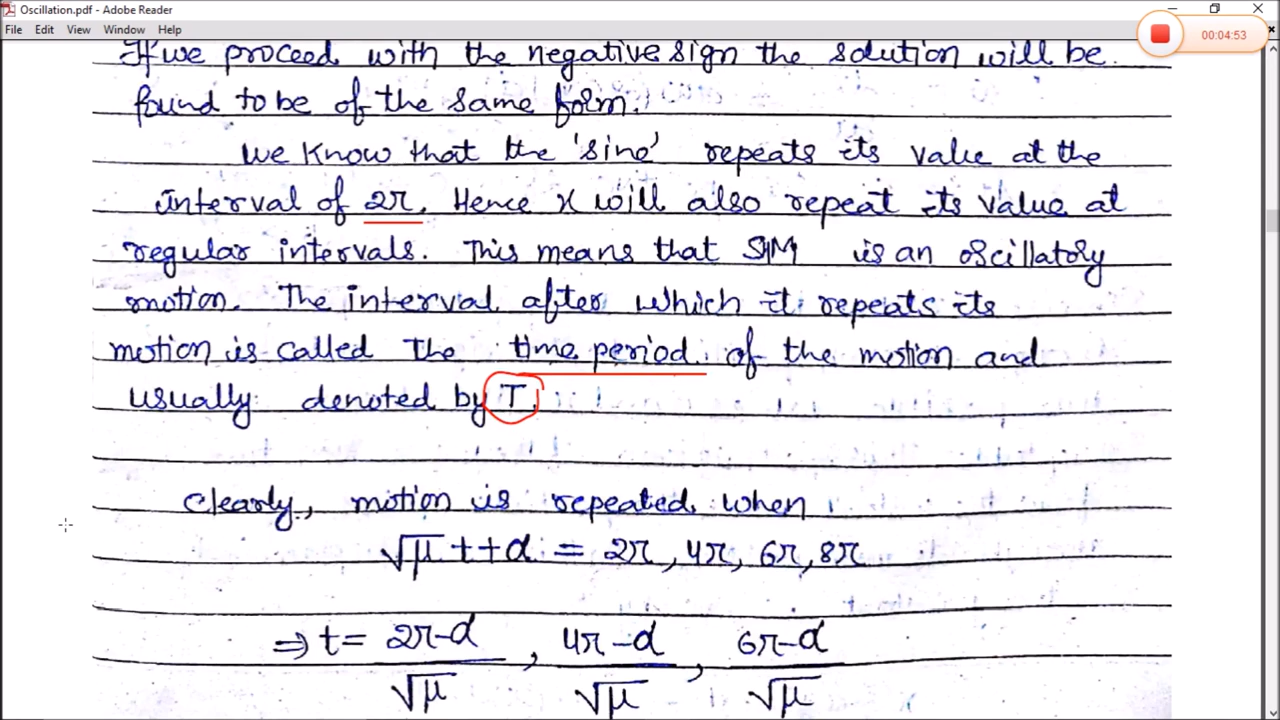 Oscillation.pdf - Adobe Reader
File Edit View Window Help
00:04:53
If we proceed with the negative sign the solution will be
found to be of the same form.
We know that the 'sine' repeats its value at the
interval of 2π. Hence x will also repeat its value at
regular intervals. This means that SHM is an oscillatory
motion. The interval after which it repeats its
motion is called the time period of the motion and
usually denoted by T.
Clearly, motion is repeated when
√μ t+α = 2π, 4π, 6π, 8π
⇒ t = 2π-α/√μ, 4π-α/√μ, 6π-α/√μ